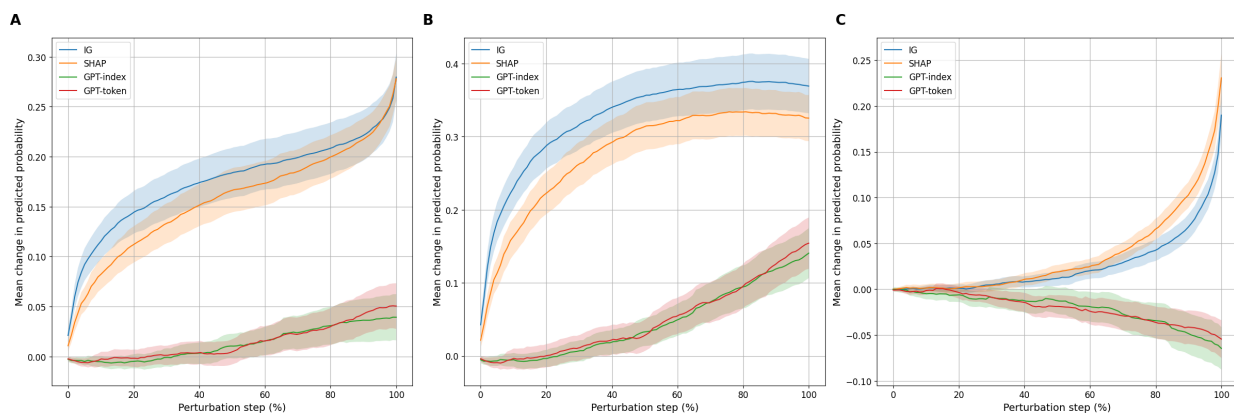 A
Mean change in predicted probability
0.30
0.25
0.20
0.15
0.10
0.05
0.00
IG
SHAP
GPT-index
GPT-token
0 20 40 60 80 100
Perturbation step (%)
B
Mean change in predicted probability
0.4
0.3
0.2
0.1
0.0
IG
SHAP
GPT-index
GPT-token
0 20 40 60 80 100
Perturbation step (%)
C
Mean change in predicted probability
0.25
0.20
0.15
0.10
0.05
0.00
−0.05
−0.10
IG
SHAP
GPT-index
GPT-token
0 20 40 60 80 100
Perturbation step (%)